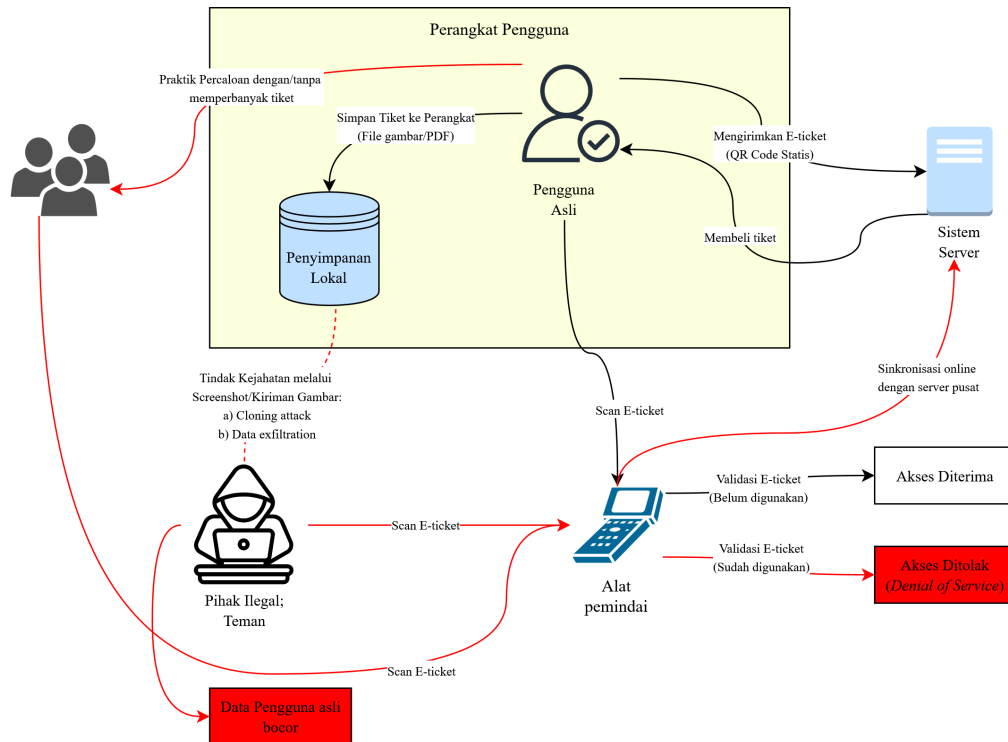 Perangkat Pengguna
Praktik Percaloan dengan/tanpa
memperbanyak tiket
Simpan Tiket ke Perangkat
(File gambar/PDF)
Mengirimkan E-ticket
(QR Code Statis)
Pengguna
Asli
Membeli tiket
Sistem
Server
Penyimpanan
Lokal
Tindak Kejahatan melalui
Screenshot/Kiriman Gambar:
a) Cloning attack
b) Data exfiltration
Sinkronisasi online
dengan server pusat
Scan E-ticket
Validasi E-ticket
(Belum digunakan)
Akses Diterima
Scan E-ticket
Validasi E-ticket
(Sudah digunakan)
Akses Ditolak
(Denial of Service)
Alat
pemindai
Pihak Ilegal;
Teman
Scan E-ticket
Data Pengguna asli
bocor